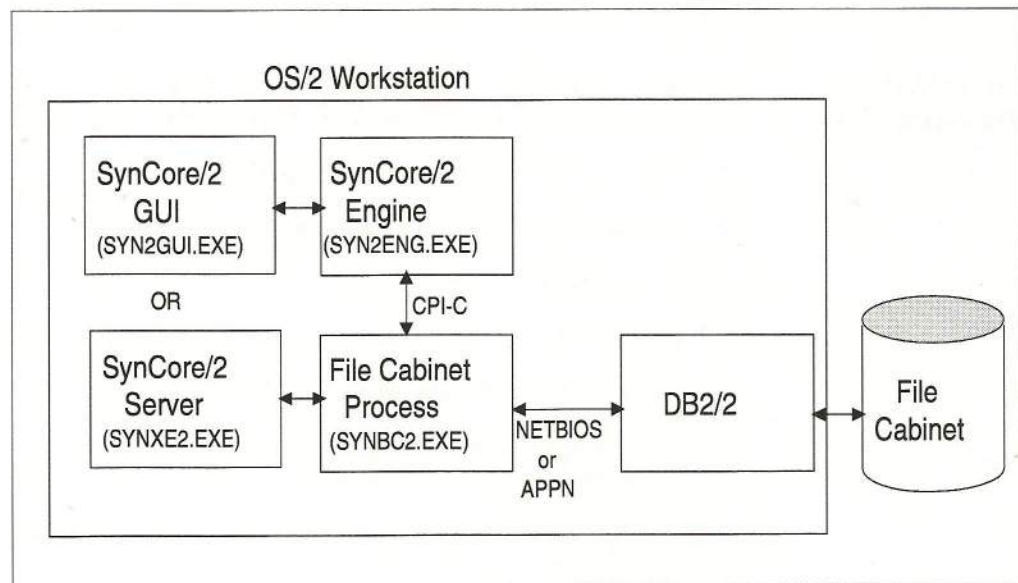 OS/2 Workstation
SynCore/2
GUI
(SYN2GUI.EXE)
SynCore/2
Engine
(SYN2ENG.EXE)
OR
CPI-C
SynCore/2
Server
(SYNXE2.EXE)
File Cabinet
Process
(SYNBC2.EXE)
NETBIOS
or
APPN
DB2/2
File
Cabinet